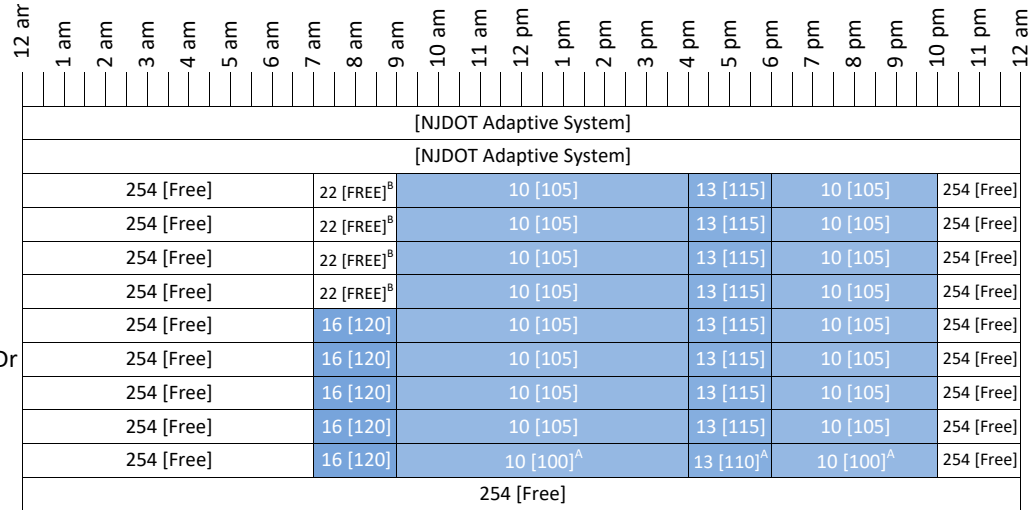 12 am 1 am 2 am 3 am 4 am 5 am 6 am 7 am 8 am 9 am 10 am 11 am 12 pm 1 pm 2 pm 3 pm 4 pm 5 pm 6 pm 7 pm 8 pm 9 pm 10 pm 11 pm 12 am
[NJDOT Adaptive System]
[NJDOT Adaptive System]
254 [Free] 22 [FREE]ᴮ 10 [105] 13 [115] 10 [105] 254 [Free]
254 [Free] 22 [FREE]ᴮ 10 [105] 13 [115] 10 [105] 254 [Free]
254 [Free] 22 [FREE]ᴮ 10 [105] 13 [115] 10 [105] 254 [Free]
254 [Free] 22 [FREE]ᴮ 10 [105] 13 [115] 10 [105] 254 [Free]
254 [Free] 16 [120] 10 [105] 13 [115] 10 [105] 254 [Free]
Or 254 [Free] 16 [120] 10 [105] 13 [115] 10 [105] 254 [Free]
254 [Free] 16 [120] 10 [105] 13 [115] 10 [105] 254 [Free]
254 [Free] 16 [120] 10 [105] 13 [115] 10 [105] 254 [Free]
254 [Free] 16 [120] 10 [100]ᴬ 13 [110]ᴬ 10 [100]ᴬ 254 [Free]
254 [Free]